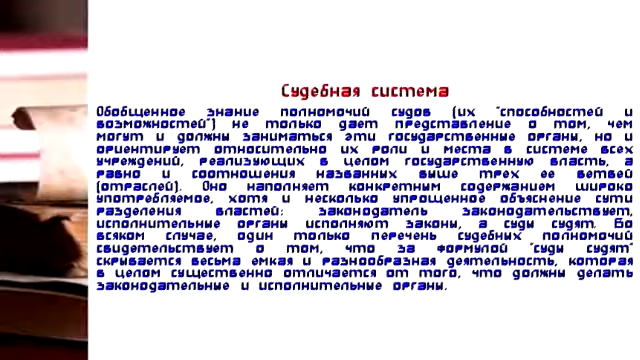 Судебная система
Обобщенное знание полномочий судов (их "способностей и
возможностей") не только дает представление о том, чем
могут и должны заниматься эти государственные органы, но и
ориентирует относительно их роли и места в системе всех
учреждений, реализующих в целом государственную власть, а
равно и соотношения названных выше трех ее ветвей
(отраслей). Оно наполняет конкретным содержанием широко
употребляемое, хотя и несколько упрощенное объяснение сути
разделения властей: законодатель законодательствует,
исполнительные органы исполняют законы, а суды судят. Во
всяком случае, один только перечень судебных полномочий
свидетельствует о том, что за формулой "суды судят"
скрывается весьма емкая и разнообразная деятельность, которая
в целом существенно отличается от того, что должны делать
законодательные и исполнительные органы.